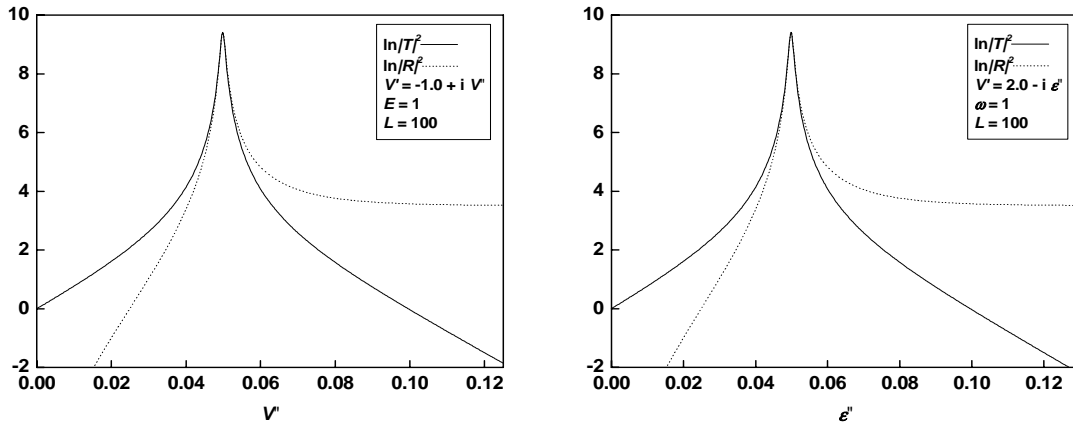 10
8
6
4
2
0
-2
0.00 0.02 0.04 0.06 0.08 0.10 0.12
V"
ln|T|²
ln|R|²
V' = -1.0 + i V"
E = 1
L = 100
10
8
6
4
2
0
-2
0.00 0.02 0.04 0.06 0.08 0.10 0.12
ε"
ln|T|²
ln|R|²
V' = 2.0 - i ε"
ω = 1
L = 100